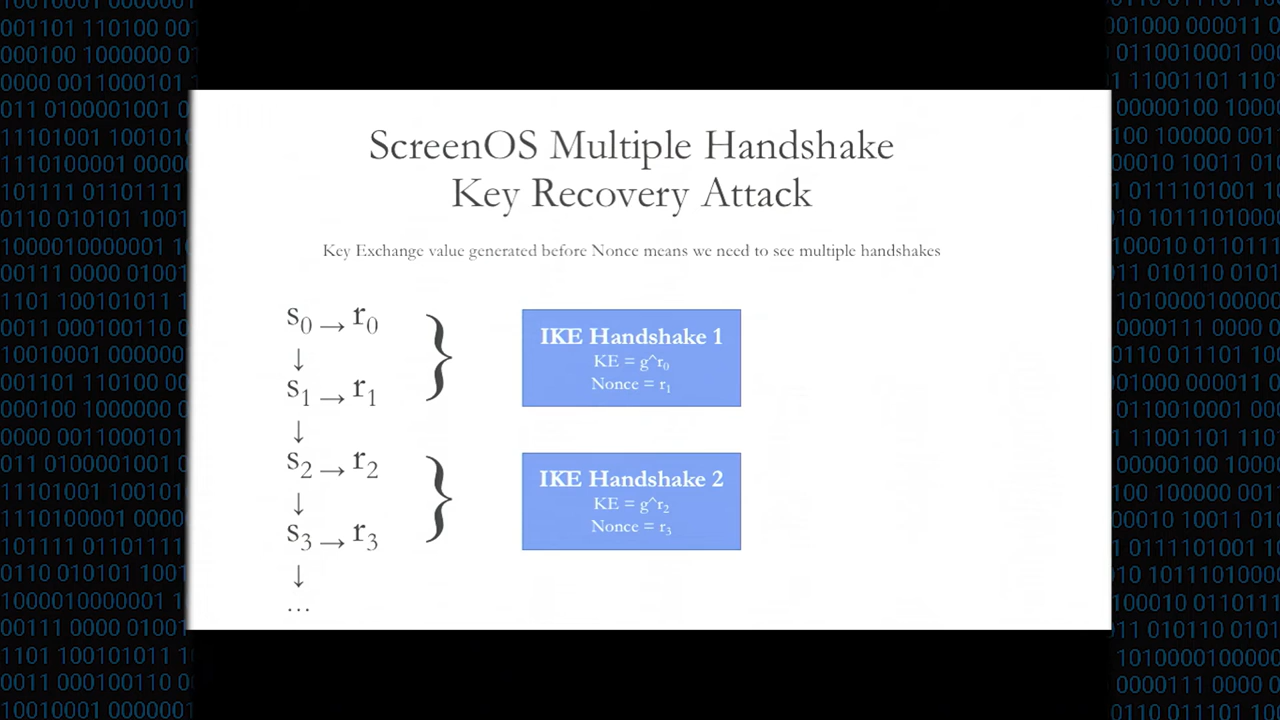 ScreenOS Multiple Handshake
Key Recovery Attack
Key Exchange value generated before Nonce means we need to see multiple handshakes
s₀ → r₀
↓
s₁ → r₁
↓
s₂ → r₂
↓
s₃ → r₃
↓
...
}
}
IKE Handshake 1
KE = g^r₀
Nonce = r₁
IKE Handshake 2
KE = g^r₂
Nonce = r₃